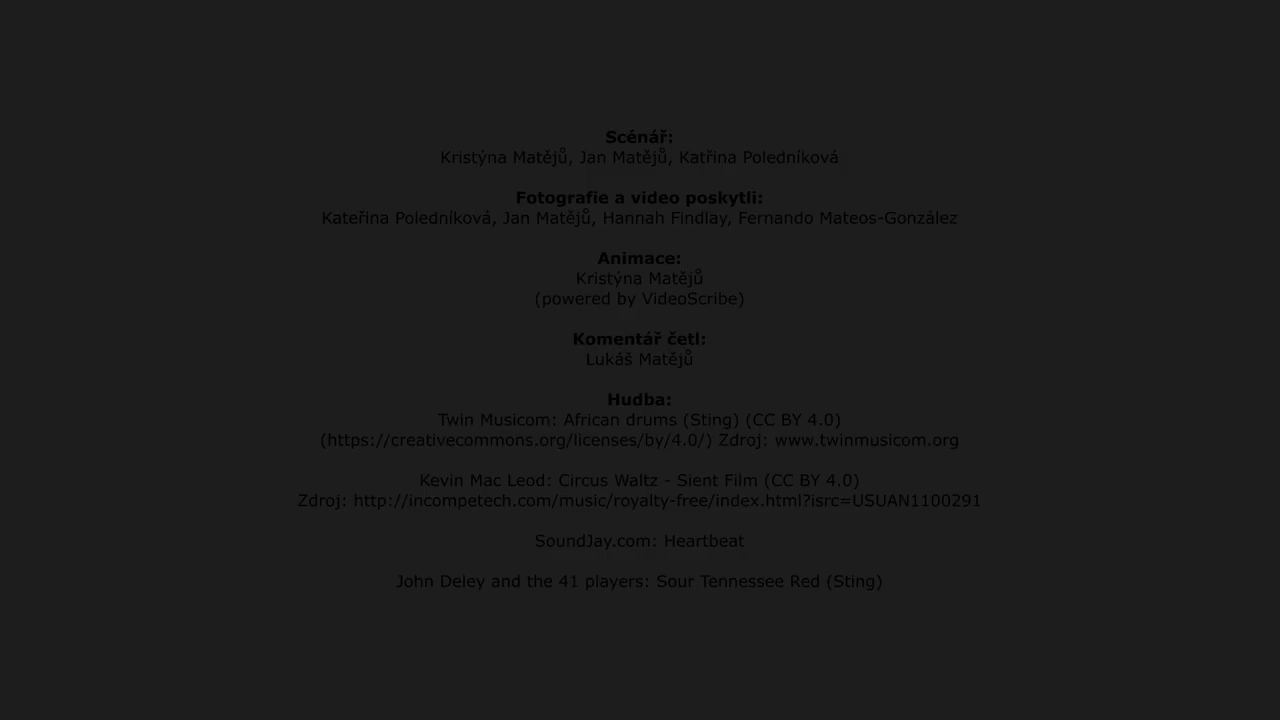 Scénář:
Kristýna Matějů, Jan Matějů, Katřina Poledníková
Fotografie a video poskytli:
Kateřina Poledníková, Jan Matějů, Hannah Findlay, Fernando Mateos-González
Animace:
Kristýna Matějů
(powered by VideoScribe)
Komentář četl:
Lukáš Matějů
Hudba:
Twin Musicom: African drums (Sting) (CC BY 4.0)
(https://creativecommons.org/licenses/by/4.0/) Zdroj: www.twinmusicom.org
Kevin Mac Leod: Circus Waltz - Sient Film (CC BY 4.0)
Zdroj: http://incompetech.com/music/royalty-free/index.html?isrc=USUAN1100291
SoundJay.com: Heartbeat
John Deley and the 41 players: Sour Tennessee Red (Sting)